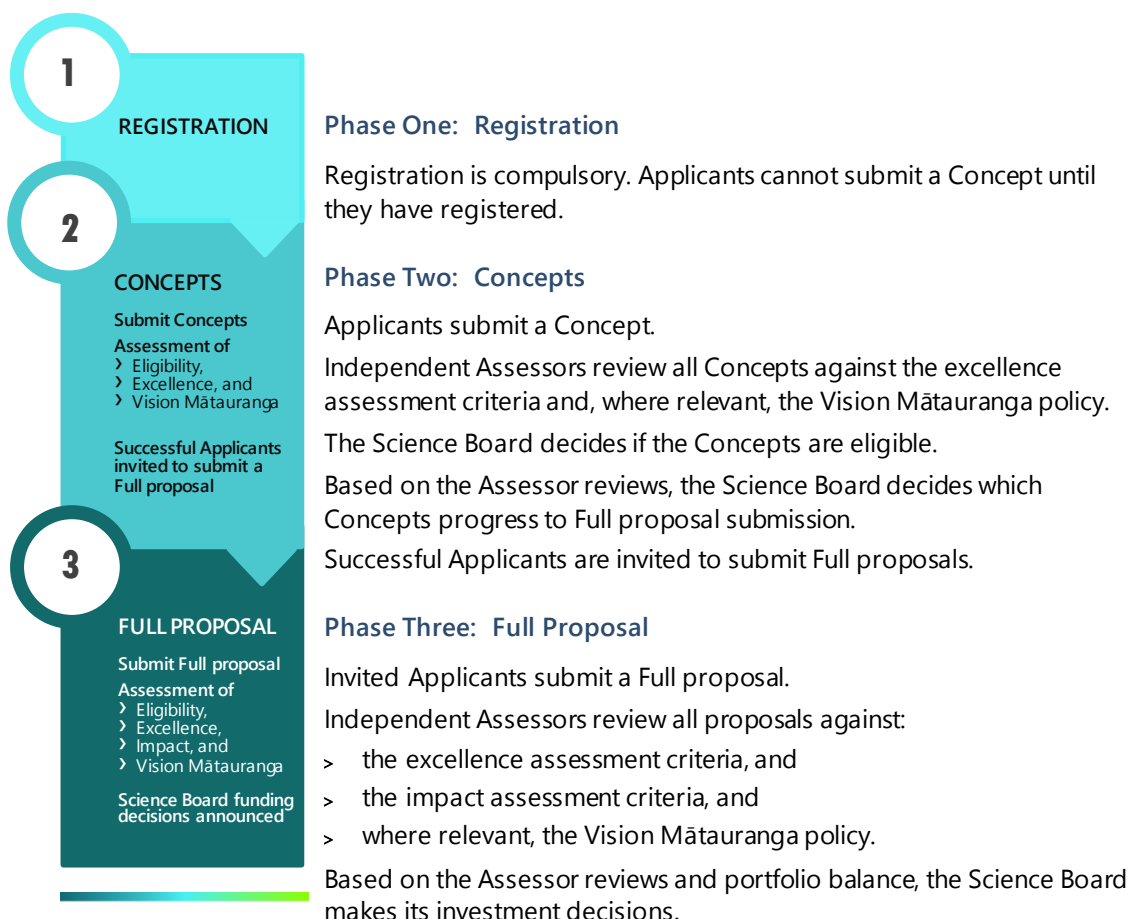 1
REGISTRATION
Phase One: Registration
Registration is compulsory. Applicants cannot submit a Concept until
they have registered.
2
CONCEPTS
Submit Concepts
Assessment of
› Eligibility,
› Excellence, and
› Vision Mātauranga
Successful Applicants
invited to submit a
Full proposal
Phase Two: Concepts
Applicants submit a Concept.
Independent Assessors review all Concepts against the excellence
assessment criteria and, where relevant, the Vision Mātauranga policy.
The Science Board decides if the Concepts are eligible.
Based on the Assessor reviews, the Science Board decides which
Concepts progress to Full proposal submission.
Successful Applicants are invited to submit Full proposals.
3
FULL PROPOSAL
Submit Full proposal
Assessment of
› Eligibility,
› Excellence,
› Impact, and
› Vision Mātauranga
Science Board funding
decisions announced
Phase Three: Full Proposal
Invited Applicants submit a Full proposal.
Independent Assessors review all proposals against:
> the excellence assessment criteria, and
> the impact assessment criteria, and
> where relevant, the Vision Mātauranga policy.
Based on the Assessor reviews and portfolio balance, the Science Board
makes its investment decisions.